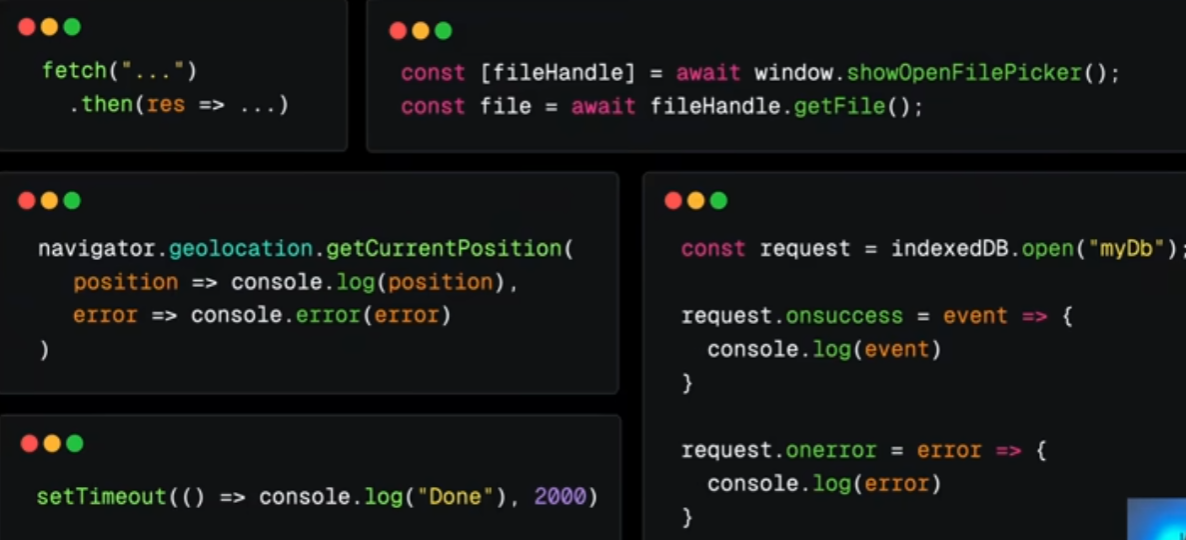 fetch("...")
.then(res => ...)
const [fileHandle] = await window.showOpenFilePicker();
const file = await fileHandle.getFile();
navigator.geolocation.getCurrentPosition(
position => console.log(position),
error => console.error(error)
)
const request = indexedDB.open("myDb");
request.onsuccess = event => {
console.log(event)
}
request.onerror = error => {
console.log(error)
}
setTimeout(() => console.log("Done"), 2000)